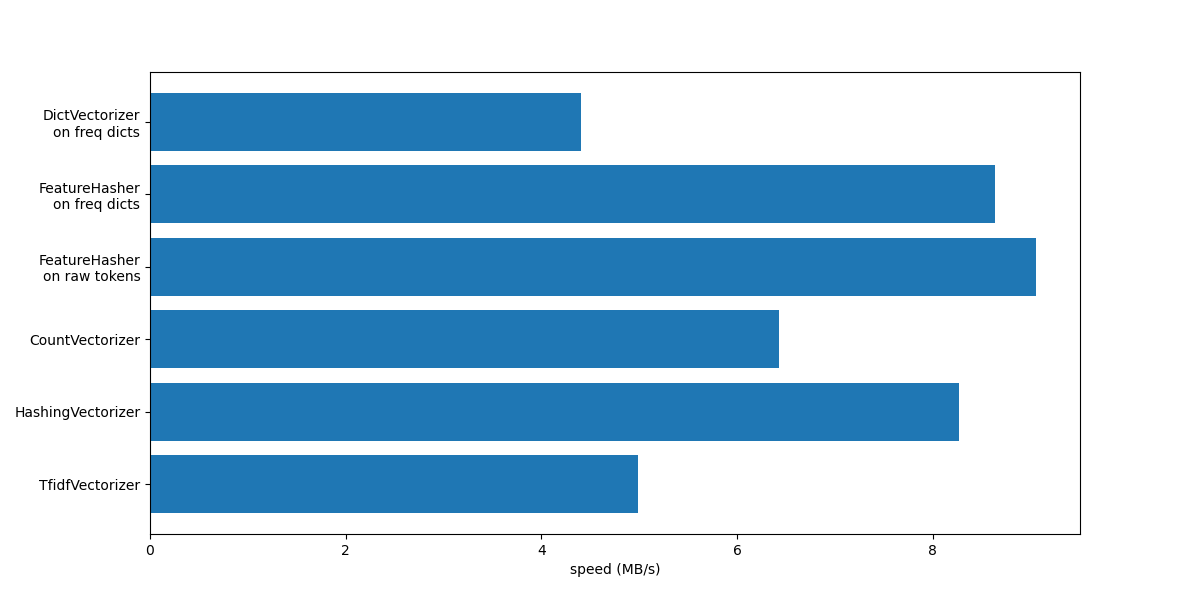 DictVectorizer
on freq dicts
FeatureHasher
on freq dicts
FeatureHasher
on raw tokens
CountVectorizer
HashingVectorizer
TfidfVectorizer
0 2 4 6 8
speed (MB/s)